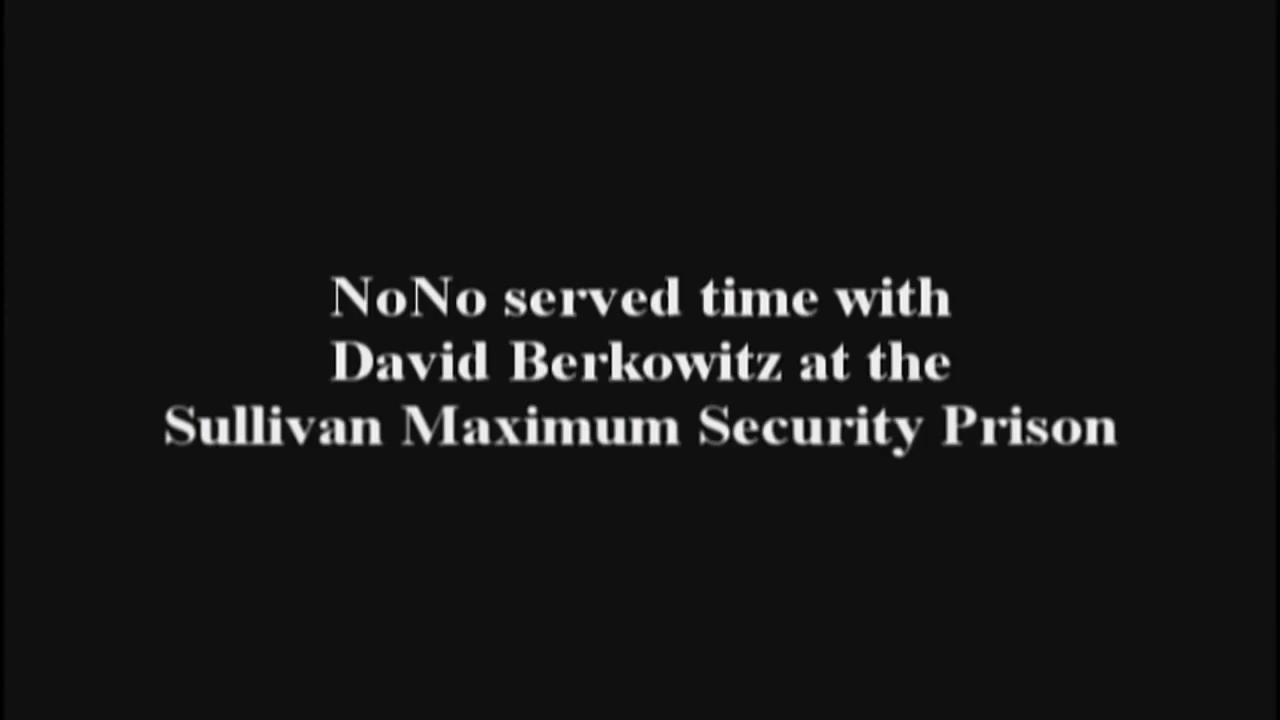 NoNo served time with
David Berkowitz at the
Sullivan Maximum Security Prison